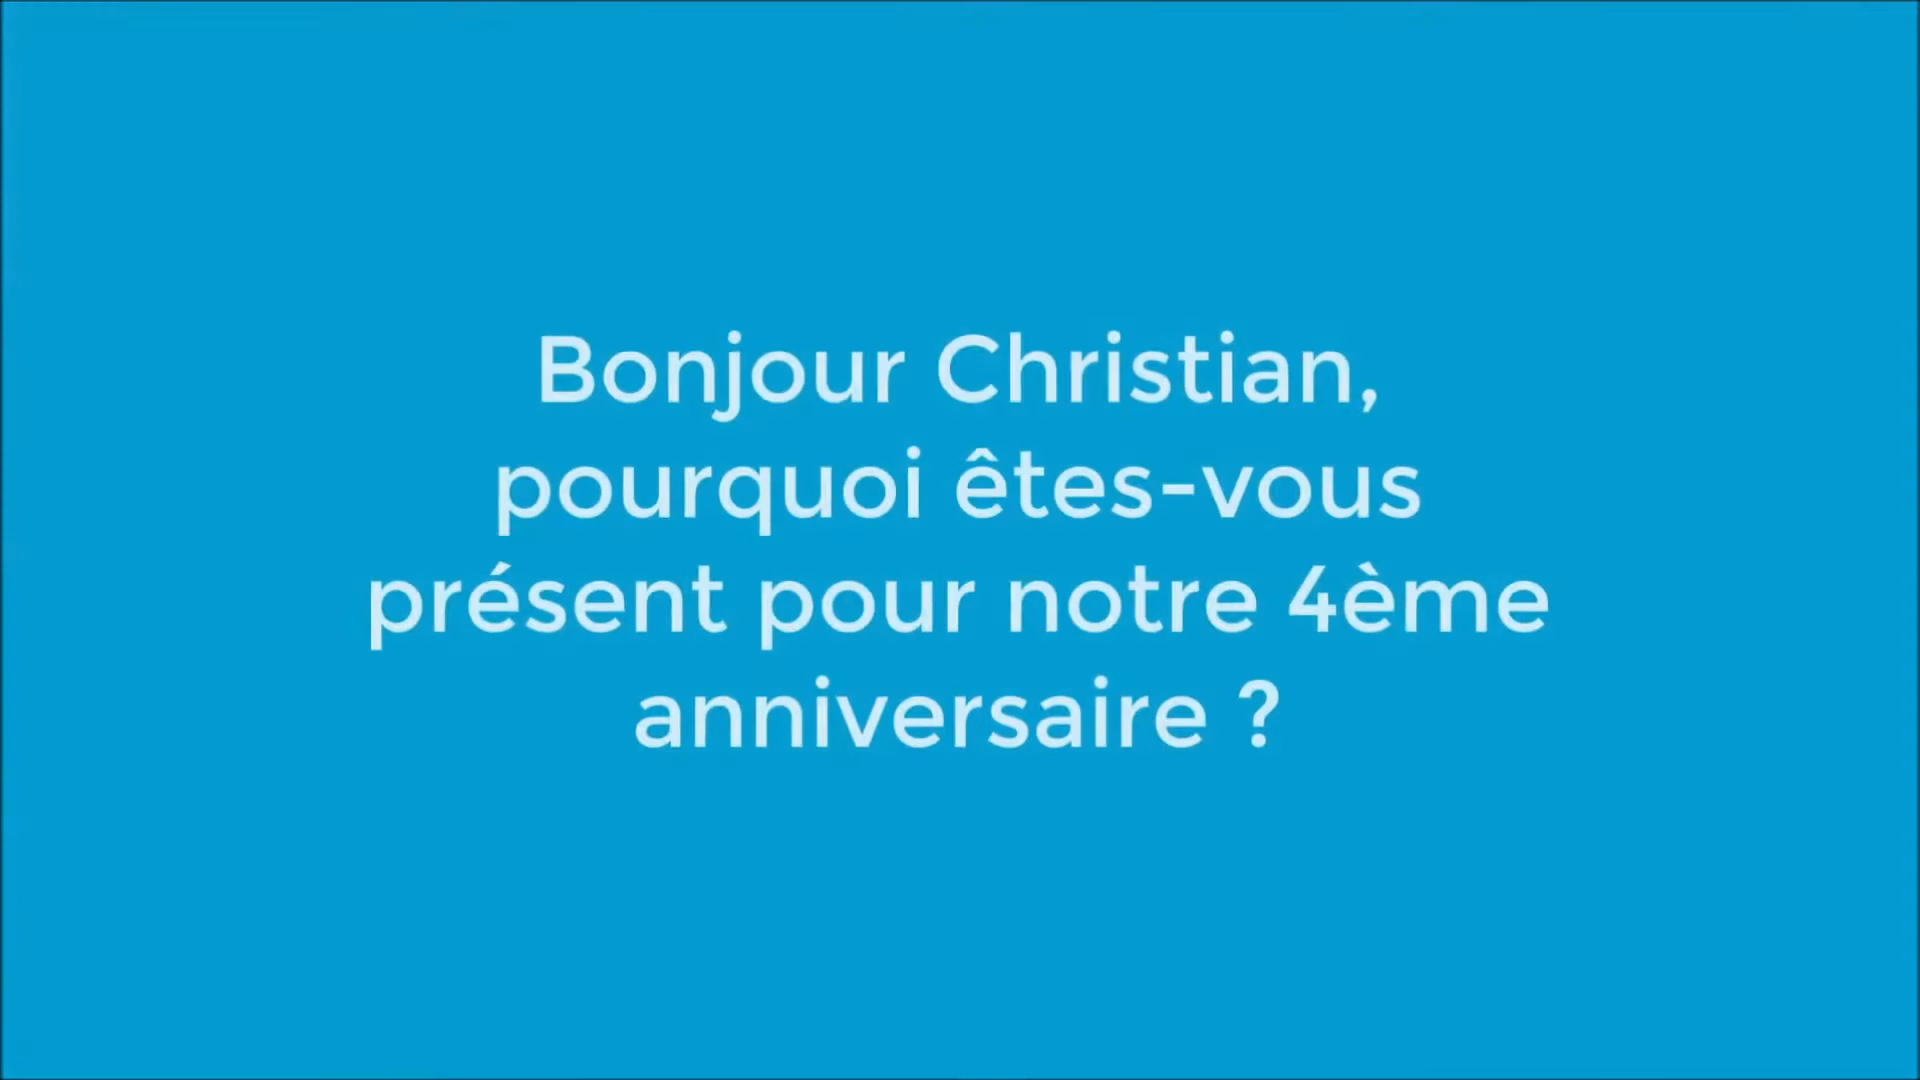 Bonjour Christian,
pourquoi êtes-vous
présent pour notre 4ème
anniversaire ?